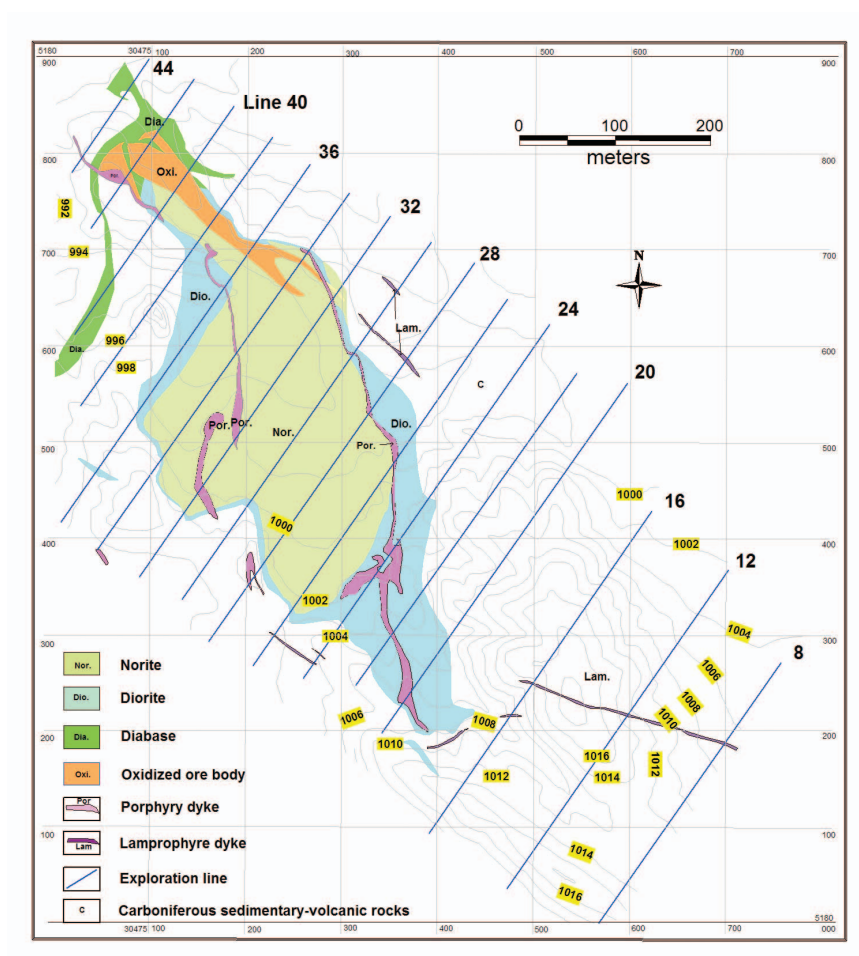 5180 30475 100 200 300 400 500 600 700
900 900
44
Line 40
36
32
28
24
20
16
12
8
0 100 200
meters
N
Dia.
Oxi.
Por.
800 800
992
994
996
998
700 700
Dio.
Lam.
600 600
Dia.
C
Dio.
Por. Por.
Nor.
Por.
500 500
1000
1000
1002
400 400
1002
1004
1004
300 300
1006
1008
1010
Lam.
1006
1008
1010
1012
1016
1014
1012
200 200
1014
1016
100 100
Nor. Norite
Dio. Diorite
Dia. Diabase
Oxi. Oxidized ore body
Por Porphyry dyke
Lam Lamprophyre dyke
Exploration line
C Carboniferous sedimentary-volcanic rocks
30475 100 200 300 400 500 600 700
5180
000